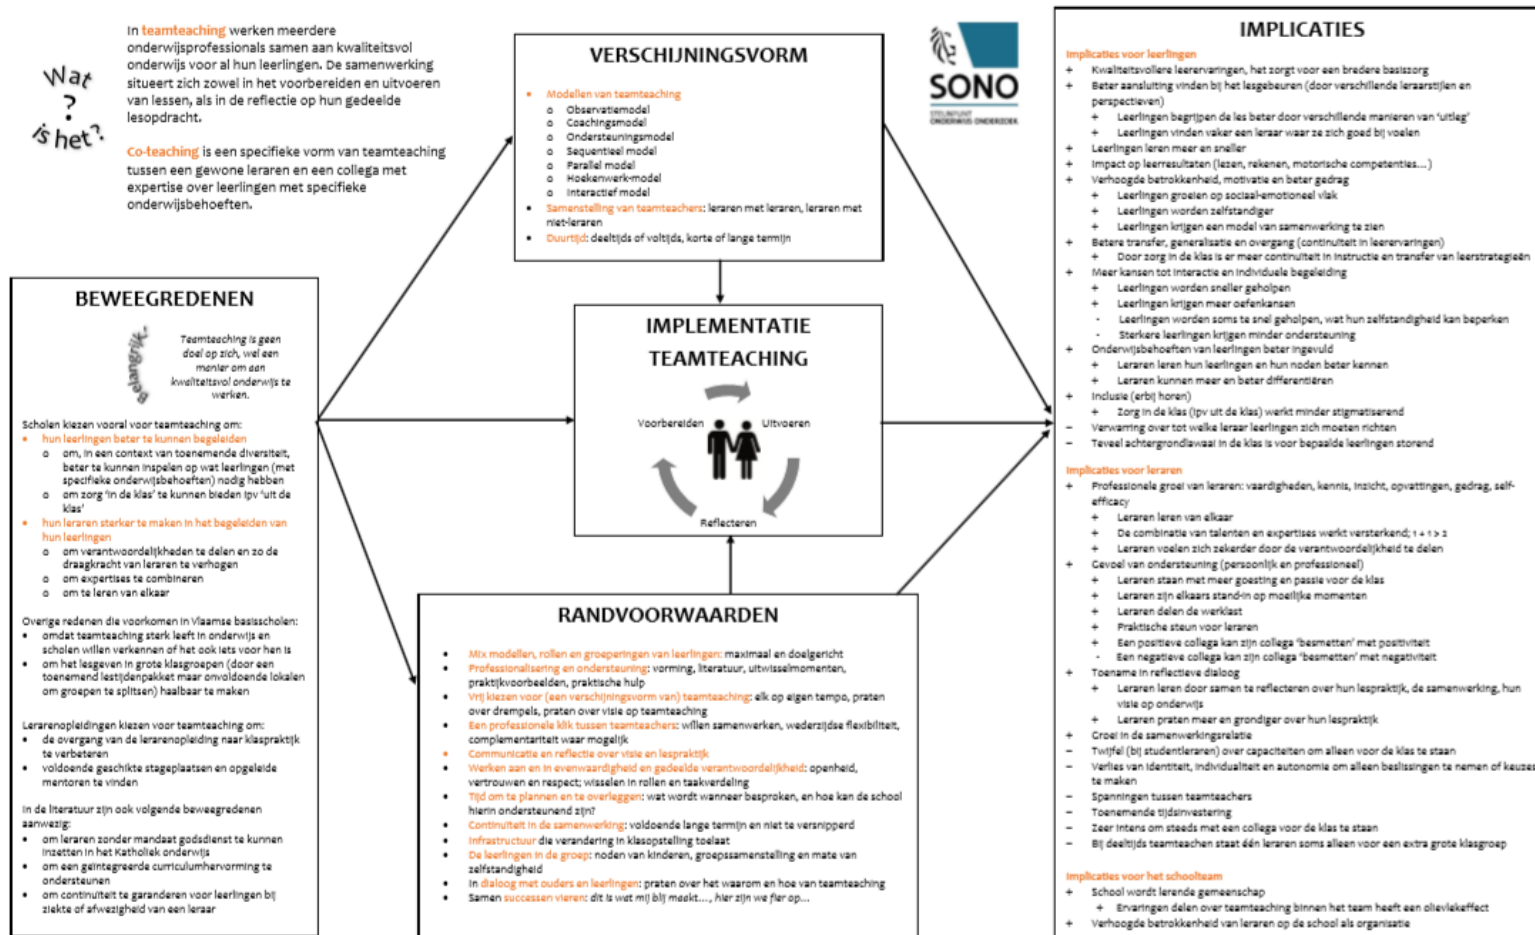 Wat
?
is het?
In teamteaching werken meerdere
onderwijsprofessionals samen aan kwaliteitsvol
onderwijs voor al hun leerlingen. De samenwerking
situeert zich zowel in het voorbereiden en uitvoeren
van lessen, als in de reflectie op hun gedeelde
lesopdracht.
Co-teaching is een specifieke vorm van teamteaching
tussen een gewone leraren en een collega met
expertise over leerlingen met specifieke
onderwijsbehoeften.
BEWEEGREDENEN
Belangrijk:
Teamteaching is geen
doel op zich, wel een
manier om aan
kwaliteitsvol onderwijs te
werken.
Scholen kiezen vooral voor teamteaching om:
• hun leerlingen beter te kunnen begeleiden
o om, in een context van toenemende diversiteit,
beter te kunnen inspelen op wat leerlingen (met
specifieke onderwijsbehoeften) nodig hebben
o om zorg 'in de klas' te kunnen bieden ipv 'uit de
klas'
• hun leraren sterker te maken in het begeleiden van
hun leerlingen
o om verantwoordelijkheden te delen en zo de
draagkracht van leraren te verhogen
o om expertises te combineren
o om te leren van elkaar
Overige redenen die voorkomen in Vlaamse basisscholen:
• omdat teamteaching sterk leeft in onderwijs en
scholen willen verkennen of het ook iets voor hen is
• om het lesgeven in grote klasgroepen (door een
toenemend lestijdenpakket maar onvoldoende lokalen
om groepen te splitsen) haalbaar te maken
Lerarenopleidingen kiezen voor teamteaching om:
• de overgang van de lerarenopleiding naar klaspraktijk
te verbeteren
• voldoende geschikte stageplaatsen en opgeleide
mentoren te vinden
In de literatuur zijn ook volgende beweegredenen
aanwezig:
• om leraren zonder mandaat godsdienst te kunnen
inzetten in het Katholiek onderwijs
• om een geïntegreerde curriculumhervorming te
ondersteunen
• om continuïteit te garanderen voor leerlingen bij
ziekte of afwezigheid van een leraar
VERSCHIJNINGSVORM
• Modellen van teamteaching
o Observatiemodel
o Coachingsmodel
o Ondersteuningsmodel
o Sequentieel model
o Parallel model
o Hoekenwerk-model
o Interactief model
• Samenstelling van teamteachers: leraren met leraren, leraren met
niet-leraren
• Duurtijd: deeltijds of voltijds, korte of lange termijn
SONO
STEUNPUNT
ONDERWIJS ONDERZOEK
IMPLEMENTATIE
TEAMTEACHING
Voorbereiden
Uitvoeren
Reflecteren
RANDVOORWAARDEN
• Mix modellen, rollen en groeperingen van leerlingen: maximaal en doelgericht
• Professionalisering en ondersteuning: vorming, literatuur, uitwisselmomenten,
praktijkvoorbeelden, praktische hulp
• Vrij kiezen voor (een verschijningsvorm van) teamteaching: elk op eigen tempo, praten
over drempels, praten over visie op teamteaching
• Een professionele klik tussen teamteachers: willen samenwerken, wederzijdse flexibiliteit,
complementariteit waar mogelijk
• Communicatie en reflectie over visie en lespraktijk
• Werken aan en in evenwaardigheid en gedeelde verantwoordelijkheid: openheid,
vertrouwen en respect; wisselen in rollen en taakverdeling
• Tijd om te plannen en te overleggen: wat wordt wanneer besproken, en hoe kan de school
hierin ondersteunend zijn?
• Continuïteit in de samenwerking: voldoende lange termijn en niet te versnipperd
• Infrastructuur die verandering in klasopstelling toelaat
• De leerlingen in de groep: noden van kinderen, groepssamenstelling en mate van
zelfstandigheid
• In dialoog met ouders en leerlingen: praten over het waarom en hoe van teamteaching
• Samen successen vieren: dit is wat mij blij maakt…, hier zijn we fier op…
IMPLICATIES
Implicaties voor leerlingen
+ Kwaliteitsvollere leerervaringen, het zorgt voor een bredere basiszorg
+ Beter aansluiting vinden bij het lesgebeuren (door verschillende leraarstijlen en
perspectieven)
+ Leerlingen begrijpen de les beter door verschillende manieren van 'uitleg'
+ Leerlingen vinden vaker een leraar waar ze zich goed bij voelen
+ Leerlingen leren meer en sneller
+ Impact op leerresultaten (lezen, rekenen, motorische competenties…)
+ Verhoogde betrokkenheid, motivatie en beter gedrag
+ Leerlingen groeien op sociaal-emotioneel vlak
+ Leerlingen worden zelfstandiger
+ Leerlingen krijgen een model van samenwerking te zien
+ Betere transfer, generalisatie en overgang (continuïteit in leerervaringen)
+ Door zorg in de klas is er meer continuïteit in instructie en transfer van leerstrategieën
+ Meer kansen tot interactie en individuele begeleiding
+ Leerlingen worden sneller geholpen
+ Leerlingen krijgen meer oefenkansen
- Leerlingen worden soms te snel geholpen, wat hun zelfstandigheid kan beperken
- Sterkere leerlingen krijgen minder ondersteuning
+ Onderwijsbehoeften van leerlingen beter ingevuld
+ Leraren leren hun leerlingen en hun noden beter kennen
+ Leraren kunnen meer en beter differentiëren
+ Inclusie (erbij horen)
+ Zorg in de klas (ipv uit de klas) werkt minder stigmatiserend
– Verwarring over tot welke leraar leerlingen zich moeten richten
– Teveel achtergrondlawaai in de klas is voor bepaalde leerlingen storend
Implicaties voor leraren
+ Professionele groei van leraren: vaardigheden, kennis, inzicht, opvattingen, gedrag, self-
efficacy
+ Leraren leren van elkaar
+ De combinatie van talenten en expertises werkt versterkend; 1 + 1 > 2
+ Leraren voelen zich zekerder door de verantwoordelijkheid te delen
+ Gevoel van ondersteuning (persoonlijk en professioneel)
+ Leraren staan met meer goesting en passie voor de klas
+ Leraren zijn elkaars stand-in op moeilijke momenten
+ Leraren delen de werklast
+ Praktische steun voor leraren
+ Een positieve collega kan zijn collega 'besmetten' met positiviteit
- Een negatieve collega kan zijn collega 'besmetten' met negativiteit
+ Toename in reflectieve dialoog
+ Leraren leren door samen te reflecteren over hun lespraktijk, de samenwerking, hun
visie op onderwijs
+ Leraren praten meer en grondiger over hun lespraktijk
+ Groei in de samenwerkingsrelatie
– Twijfel (bij studentleraren) over capaciteiten om alleen voor de klas te staan
– Verlies van identiteit, individualiteit en autonomie om alleen beslissingen te nemen of keuzes
te maken
– Spanningen tussen teamteachers
– Toenemende tijdsinvestering
– Zeer intens om steeds met een collega voor de klas te staan
– Bij deeltijds teamteachen staat één leraren soms alleen voor een extra grote klasgroep
Implicaties voor het schoolteam
+ School wordt lerende gemeenschap
+ Ervaringen delen over teamteaching binnen het team heeft een olievlekeffect
+ Verhoogde betrokkenheid van leraren op de school als organisatie